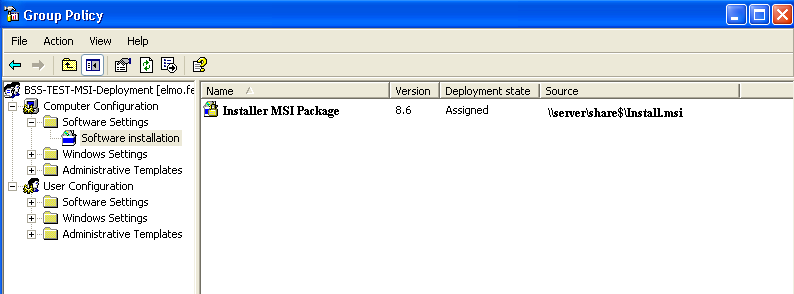 Group Policy
File Action View Help
BSS-TEST-MSI-Deployment [elmo.fe
Computer Configuration
Software Settings
Software installation
Windows Settings
Administrative Templates
User Configuration
Software Settings
Windows Settings
Administrative Templates
Name Version Deployment state Source
Installer MSI Package 8.6 Assigned \\server\share$\Install.msi